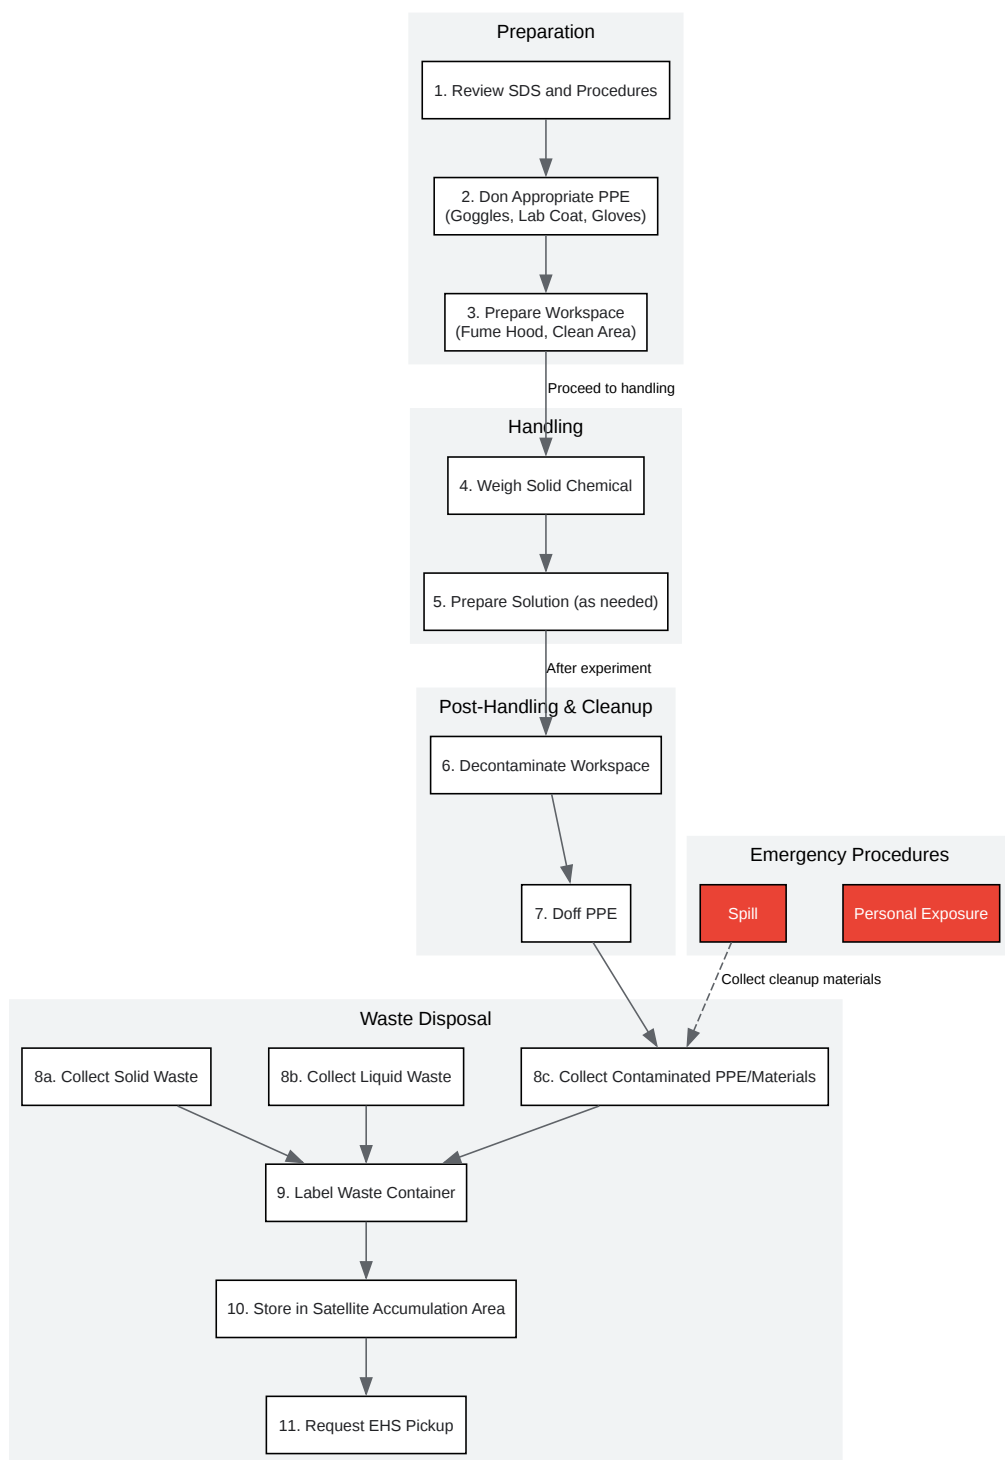 Preparation
1. Review SDS and Procedures
2. Don Appropriate PPE
(Goggles, Lab Coat, Gloves)
3. Prepare Workspace
(Fume Hood, Clean Area)
Proceed to handling
Handling
4. Weigh Solid Chemical
5. Prepare Solution (as needed)
After experiment
Post-Handling & Cleanup
6. Decontaminate Workspace
7. Doff PPE
Emergency Procedures
Spill
Personal Exposure
Collect cleanup materials
Waste Disposal
8a. Collect Solid Waste
8b. Collect Liquid Waste
8c. Collect Contaminated PPE/Materials
9. Label Waste Container
10. Store in Satellite Accumulation Area
11. Request EHS Pickup